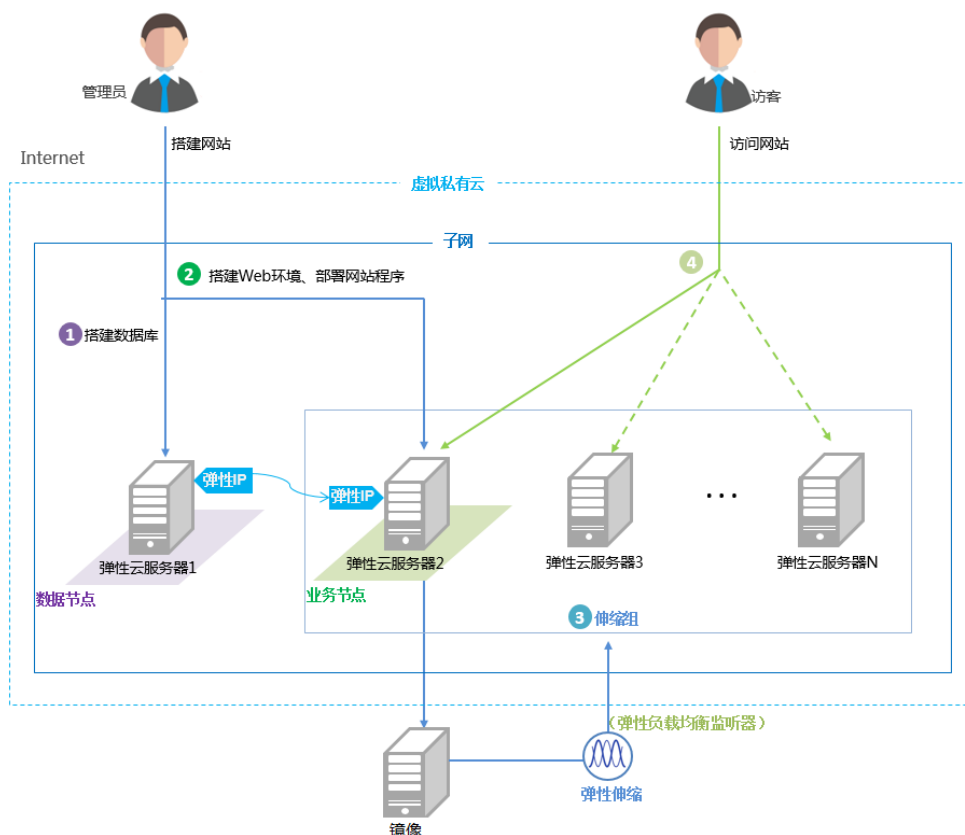 管理员
访客
搭建网站
访问网站
Internet
虚拟私有云
子网
2 搭建Web环境、部署网站程序
4
1 搭建数据库
弹性IP
弹性IP
...
弹性云服务器1
弹性云服务器2
弹性云服务器3
弹性云服务器N
数据节点
业务节点
3 伸缩组
（弹性负载均衡监听器）
弹性伸缩
镜像